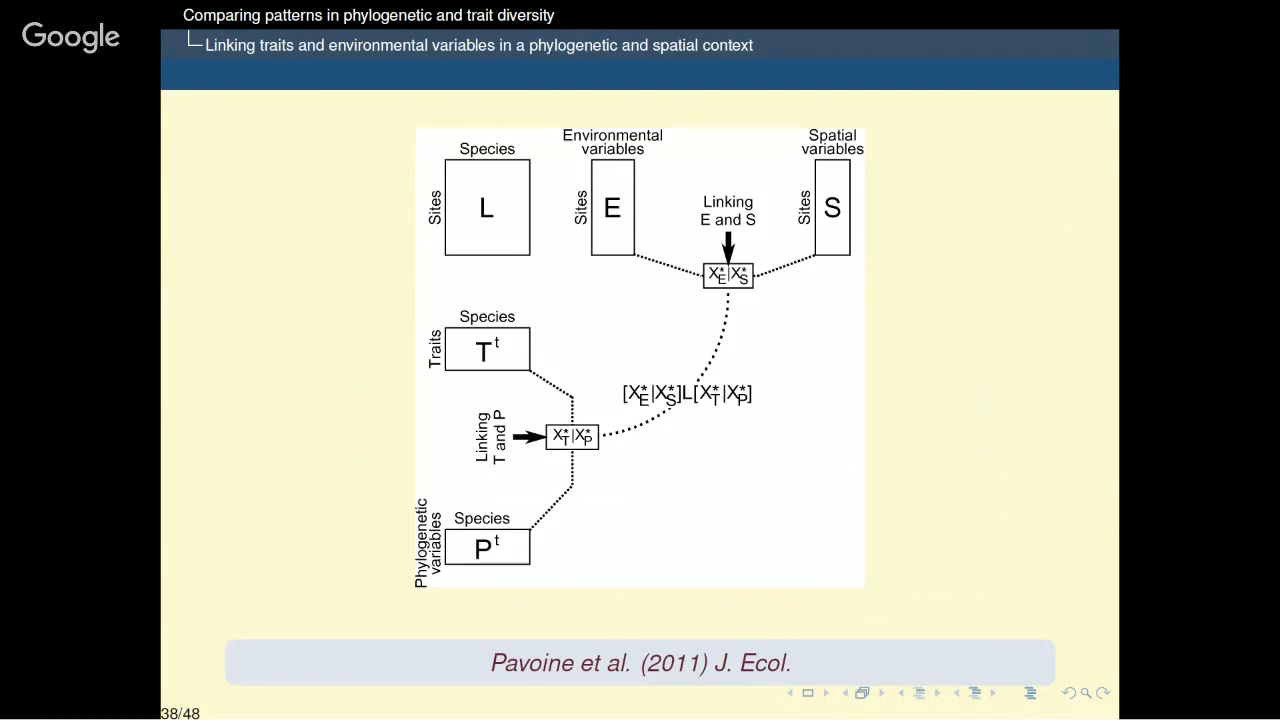 Comparing patterns in phylogenetic and trait diversity
Google
Linking traits and environmental variables in a phylogenetic and spatial context
Environmental
variables
Spatial
variables
Species
Sites
L
Sites
E
Linking
E and S
Sites
S
X*E|X*S
Species
Traits
T t
[X*E|X*S]L[X*T|X*P]
Linking
T and P
X*T|X*P
Phylogenetic
variables
Species
P t
Pavoine et al. (2011) J. Ecol.
38/48